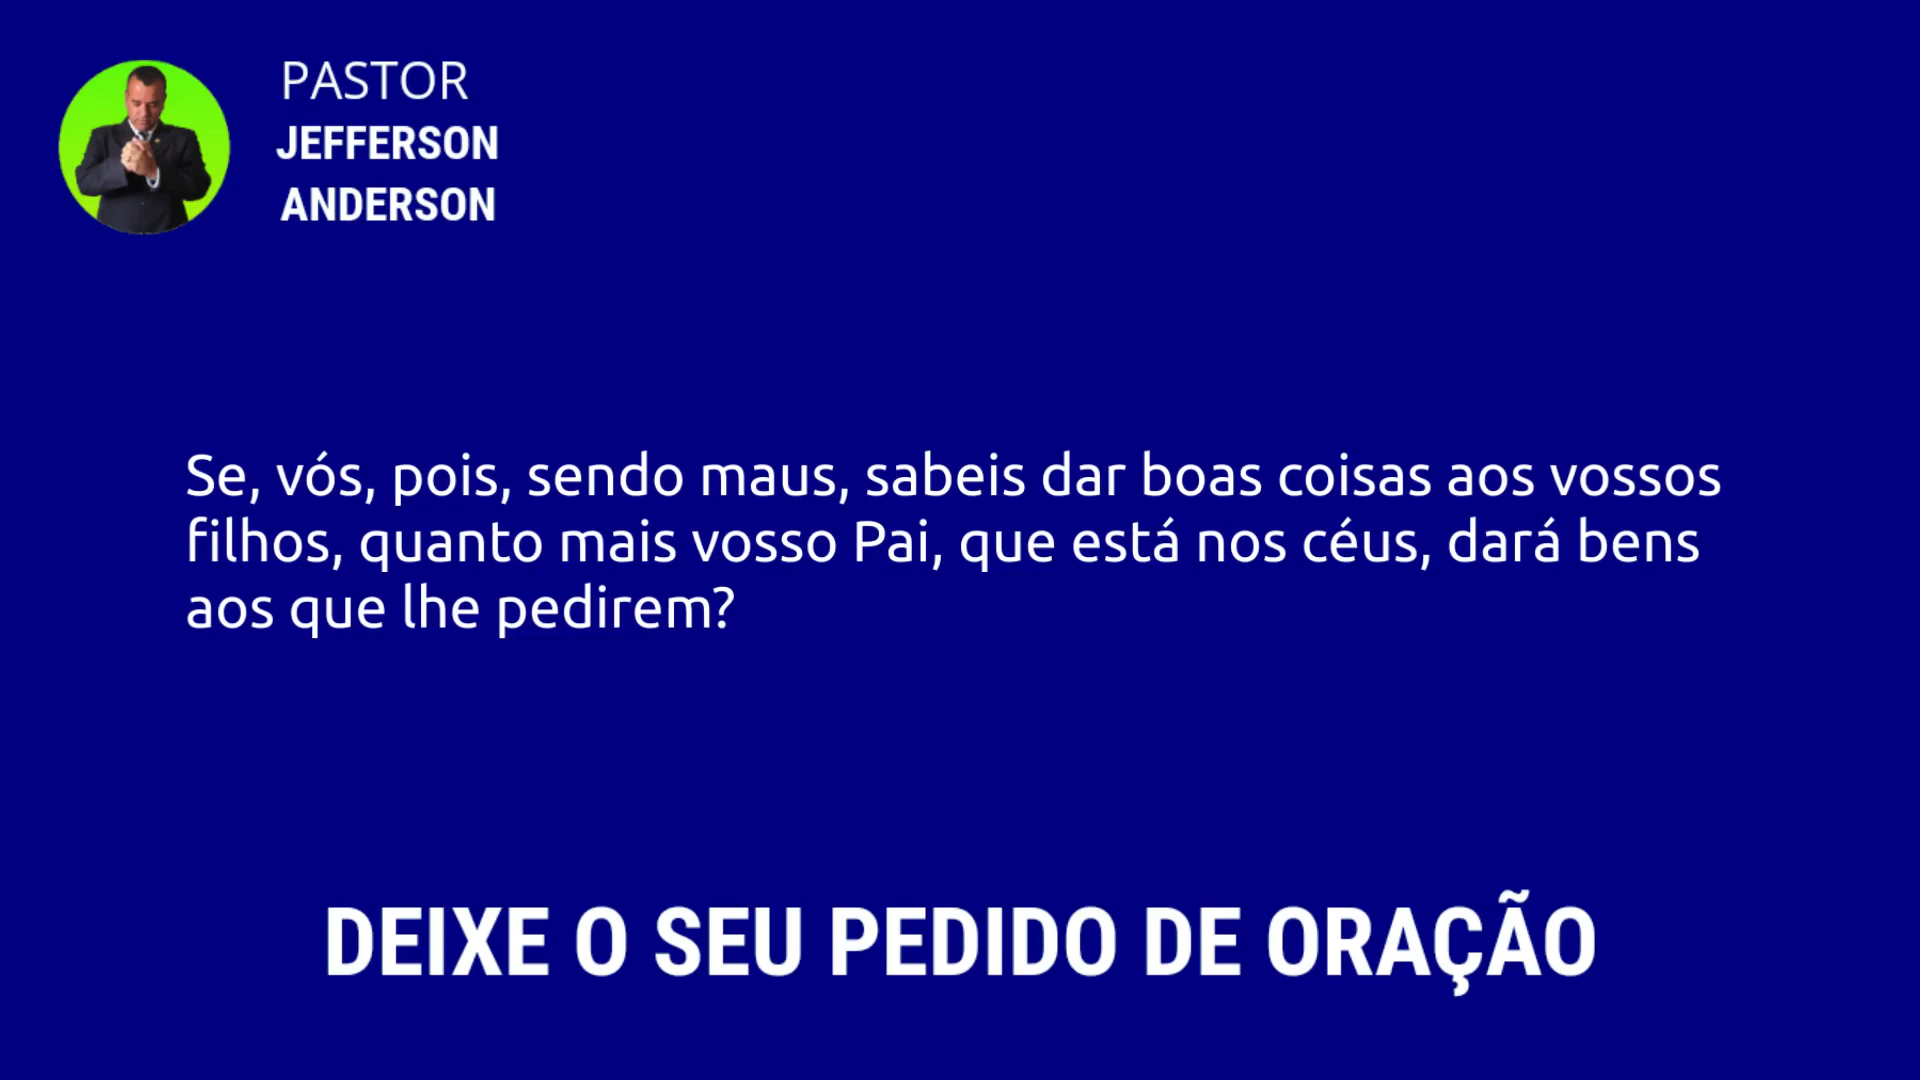 PASTOR
JEFFERSON
ANDERSON
Se, vós, pois, sendo maus, sabeis dar boas coisas aos vossos
filhos, quanto mais vosso Pai, que está nos céus, dará bens
aos que lhe pedirem?
DEIXE O SEU PEDIDO DE ORAÇÃO